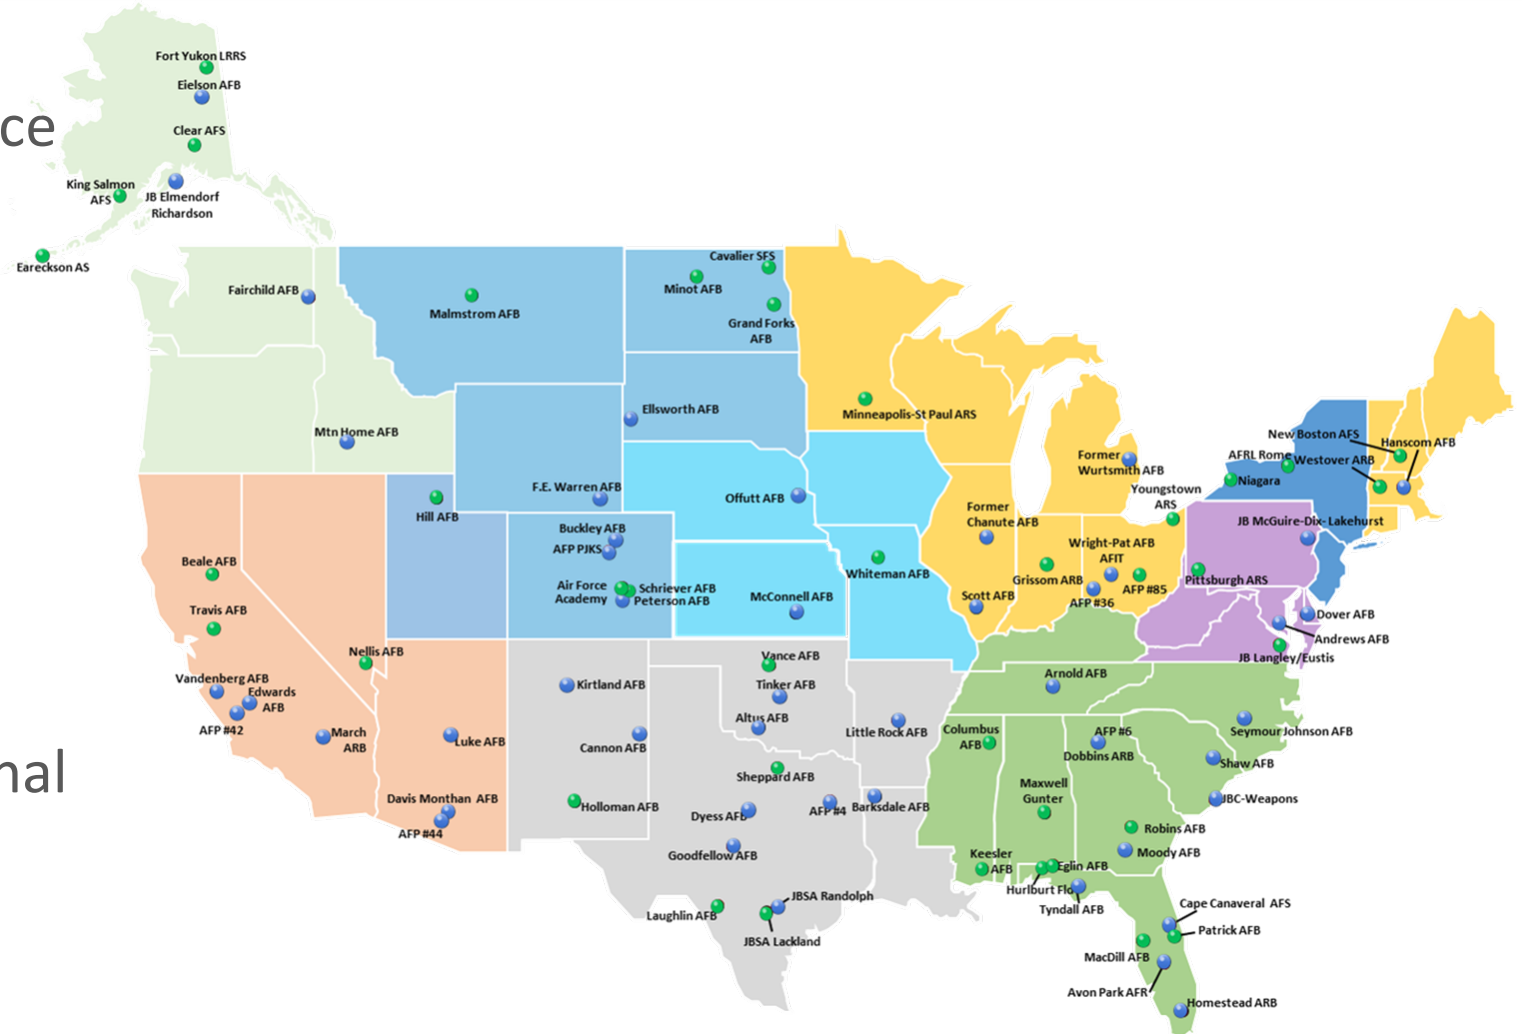 Fort Yukon LRRS
Eielson AFB
ce
Clear AFS
King Salmon
AFS
JB Elmendorf
Richardson
Eareckson AS
Fairchild AFB
Mtn Home AFB
Malmstrom AFB
Cavalier SFS
Minot AFB
Grand Forks
AFB
Ellsworth AFB
F.E. Warren AFB
Offutt AFB
Hill AFB
Buckley AFB
AFP PJKS
Air Force
Academy
Schriever AFB
Peterson AFB
McConnell AFB
Whiteman AFB
Minneapolis-St Paul ARS
Former
Wurtsmith AFB
Former
Chanute AFB
Youngstown
ARS
Wright-Pat AFB
AFIT
Grissom ARB
AFP #85
AFP #36
Scott AFB
New Boston AFS
Hanscom AFB
AFRL Rome
Westover ARB
Niagara
JB McGuire-Dix- Lakehurst
Pittsburgh ARS
Dover AFB
Andrews AFB
JB Langley/Eustis
Beale AFB
Travis AFB
Nellis AFB
Vandenberg AFB
Edwards
AFB
AFP #42
March
ARB
Luke AFB
Davis Monthan AFB
AFP #44
nal
Kirtland AFB
Cannon AFB
Holloman AFB
Vance AFB
Tinker AFB
Altus AFB
Sheppard AFB
Dyess AFB
AFP #4
Goodfellow AFB
Laughlin AFB
JBSA Randolph
JBSA Lackland
Little Rock AFB
Barksdale AFB
Arnold AFB
Columbus
AFB
AFP #6
Dobbins ARB
Maxwell
Gunter
Seymour Johnson AFB
Shaw AFB
JBC-Weapons
Robins AFB
Moody AFB
Keesler
AFB
Eglin AFB
Hurlburt Fld
Tyndall AFB
Cape Canaveral AFS
Patrick AFB
MacDill AFB
Avon Park AFR
Homestead ARB